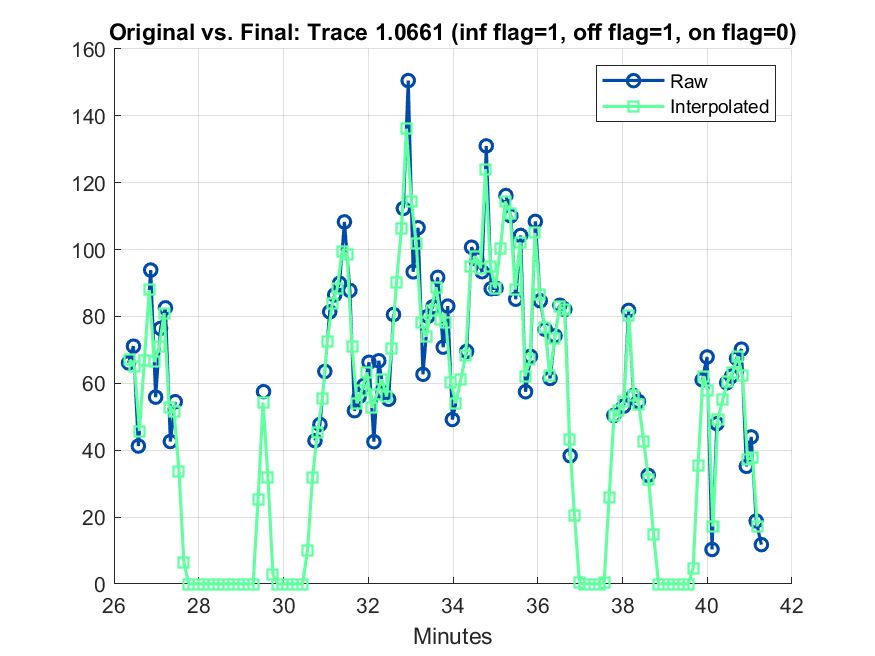 Original vs. Final: Trace 1.0661 (inf flag=1, off flag=1, on flag=0)
160
140
120
100
80
60
40
20
0
Raw
Interpolated
26 28 30 32 34 36 38 40 42
Minutes